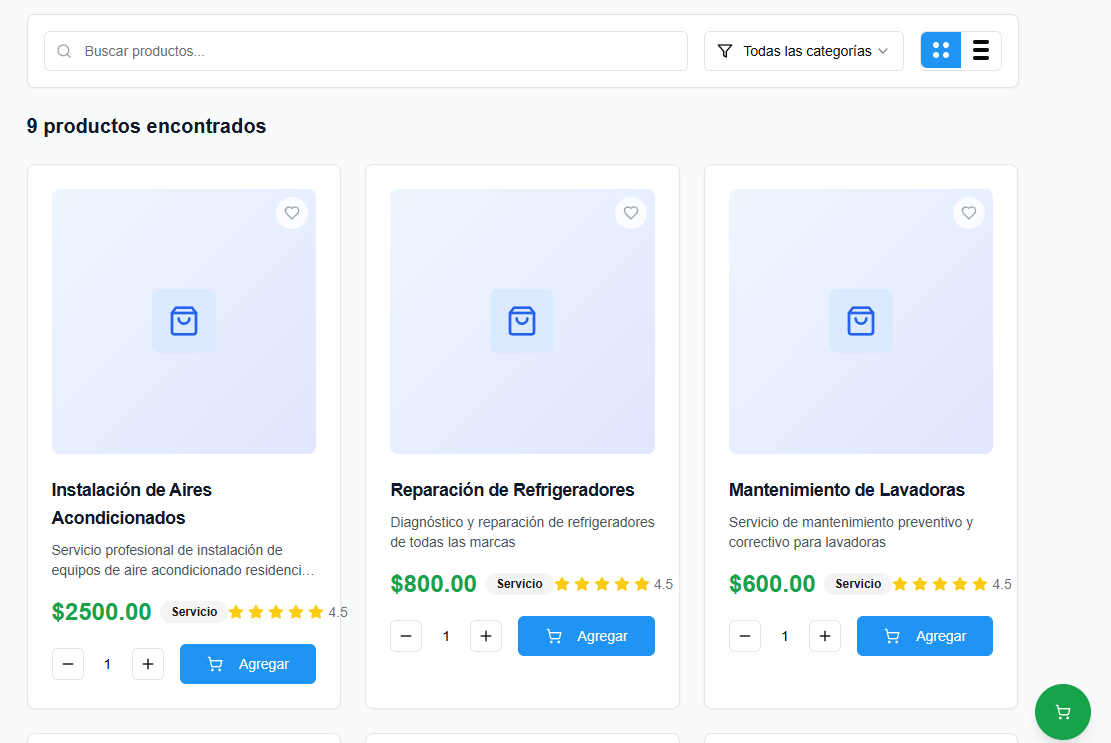 Buscar productos...
Todas las categorías
9 productos encontrados
Instalación de Aires
Acondicionados
Servicio profesional de instalación de
equipos de aire acondicionado residenci...
$2500.00 Servicio 4.5
1 Agregar
Reparación de Refrigeradores
Diagnóstico y reparación de refrigeradores
de todas las marcas
$800.00 Servicio 4.5
1 Agregar
Mantenimiento de Lavadoras
Servicio de mantenimiento preventivo y
correctivo para lavadoras
$600.00 Servicio 4.5
1 Agregar